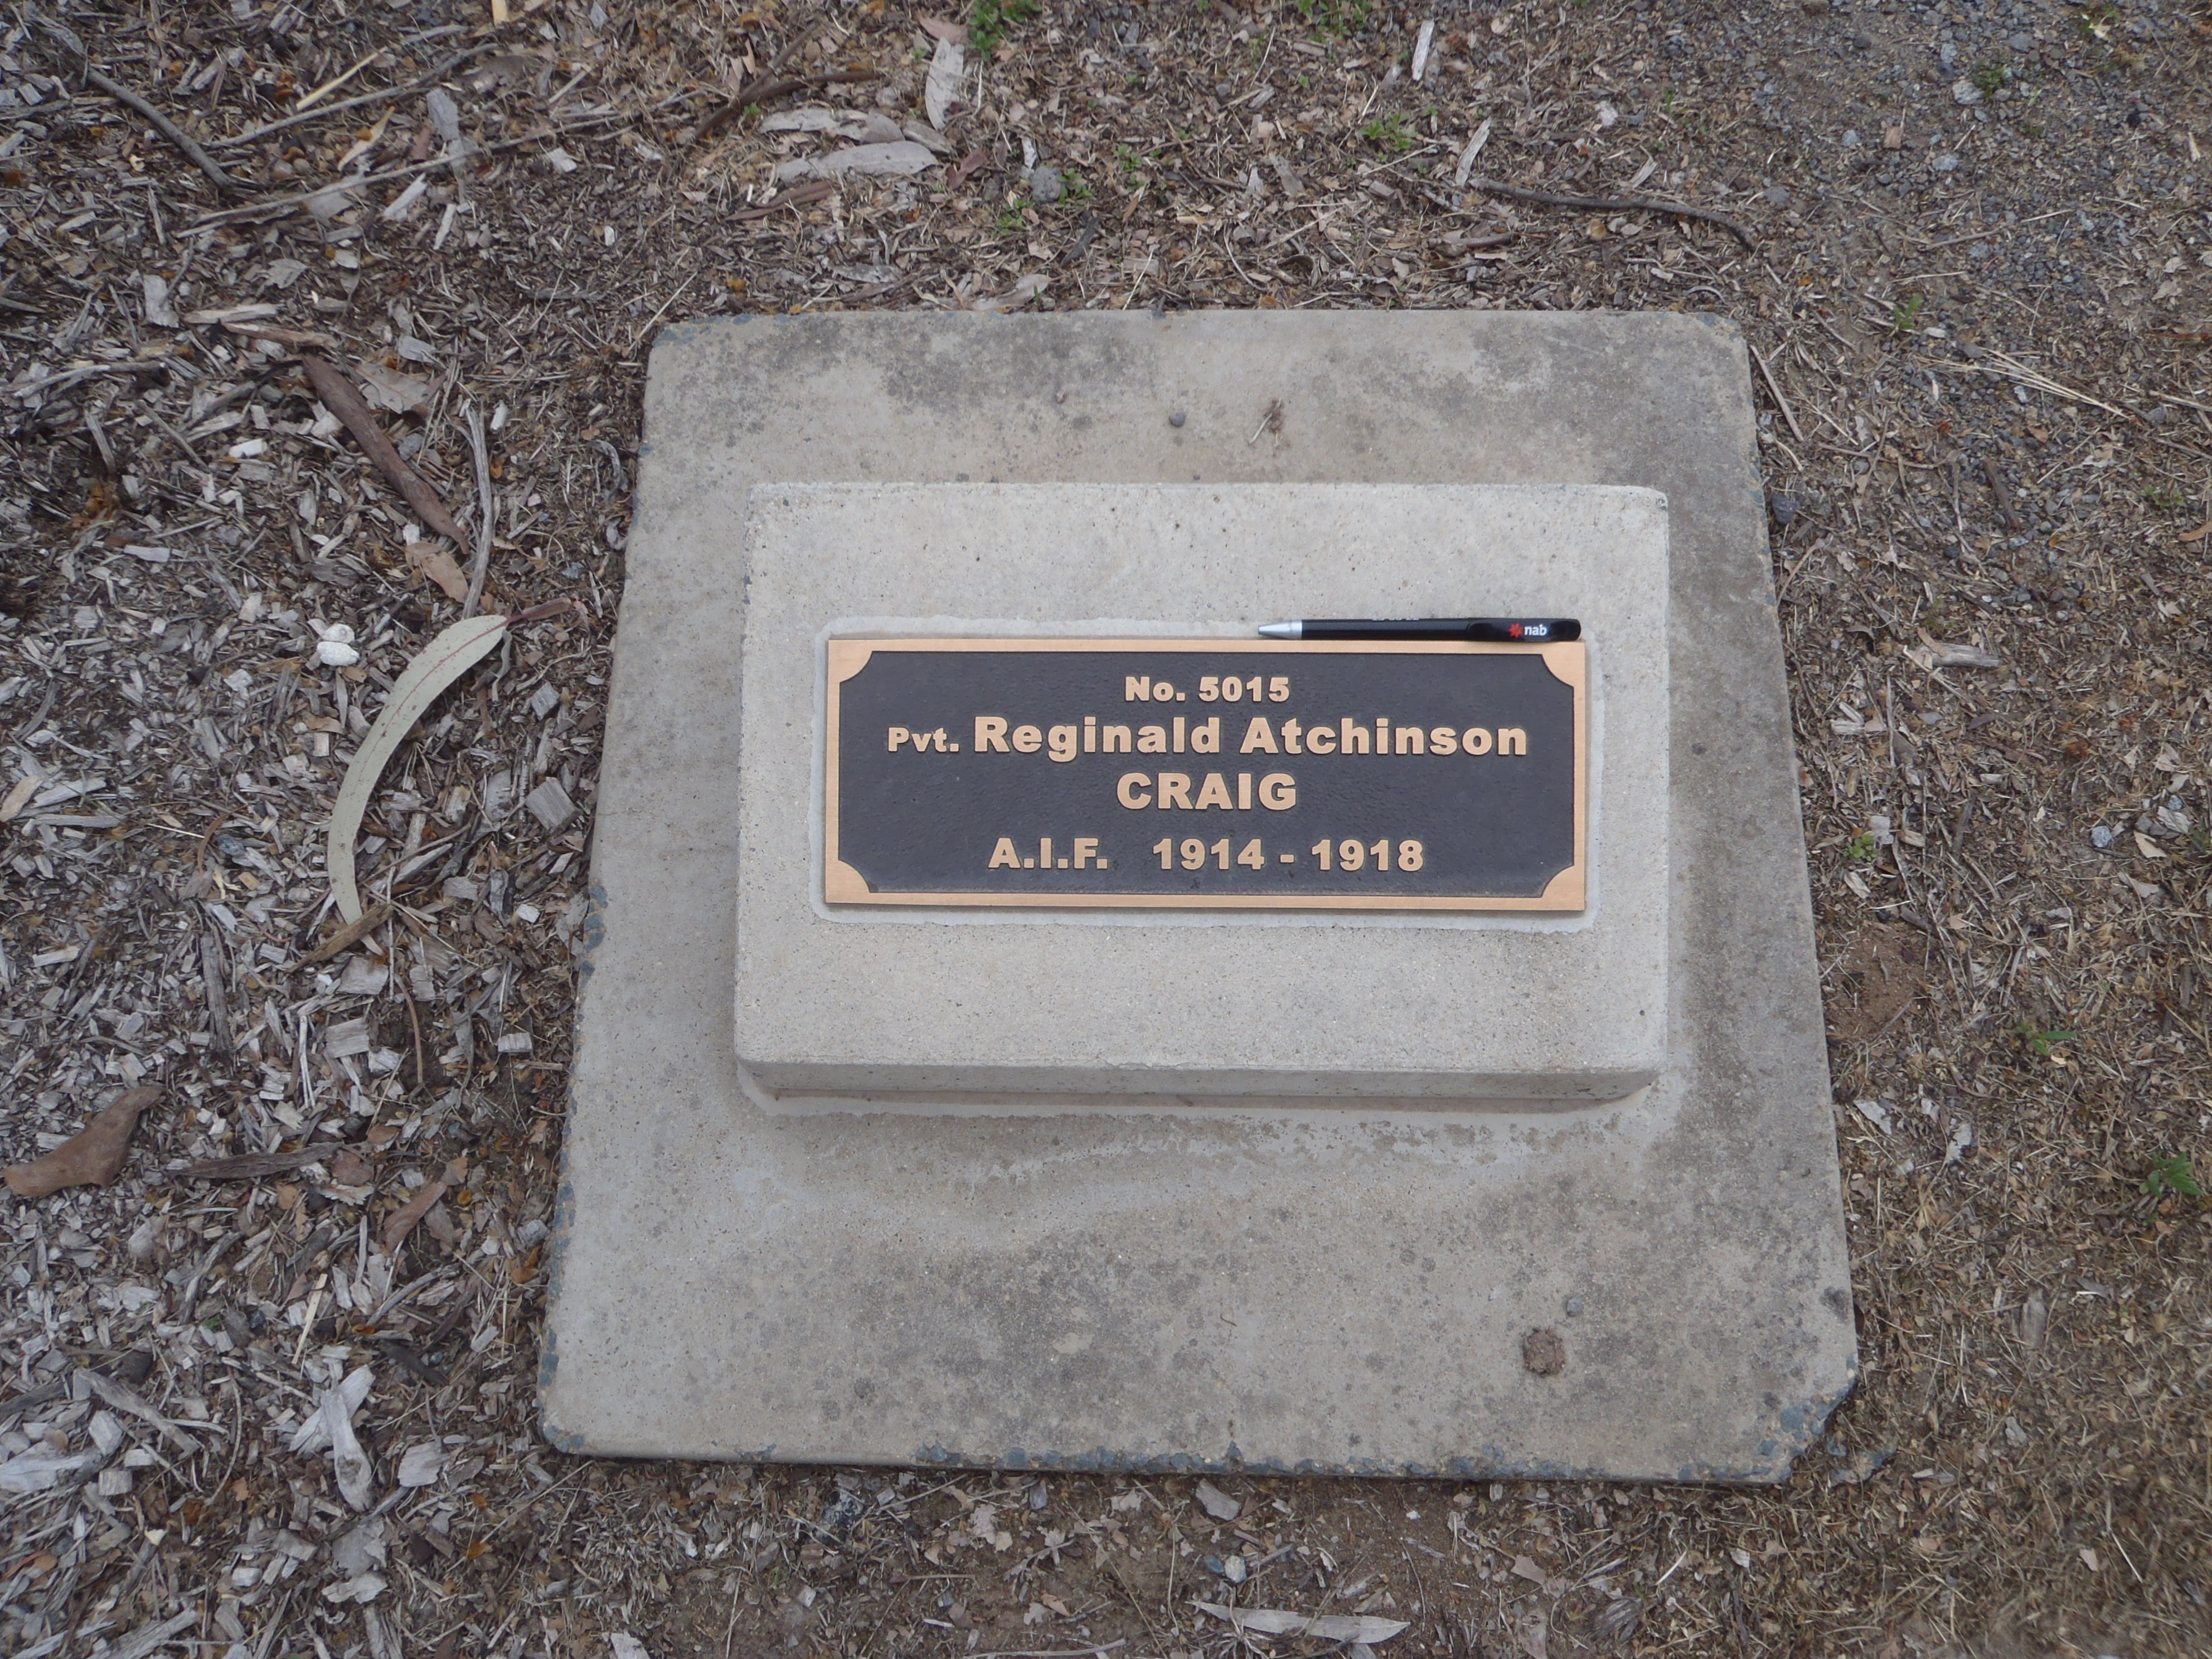 nab
No. 5015
Pvt. Reginald Atchinson
CRAIG
A.I.F. 1914 - 1918